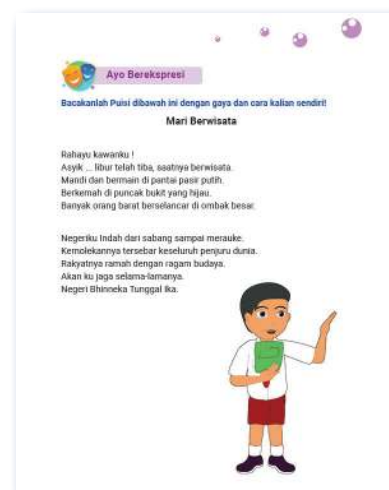 Ayo Berekspresi
Bacakanlah Puisi dibawah ini dengan gaya dan cara kalian sendiri!
Mari Berwisata
Rahayu kawanku !
Asyik ... libur telah tiba, saatnya berwisata.
Mandi dan bermain di pantai pasir putih.
Berkemah di puncak bukit yang hijau.
Banyak orang barat berselancar di ombak besar.
Negeriku Indah dari sabang sampai merauke.
Kemolekannya tersebar keseluruh penjuru dunia.
Rakyatnya ramah dengan ragam budaya.
Akan ku jaga selama-lamanya.
Negeri Bhinneka Tunggal Ika.